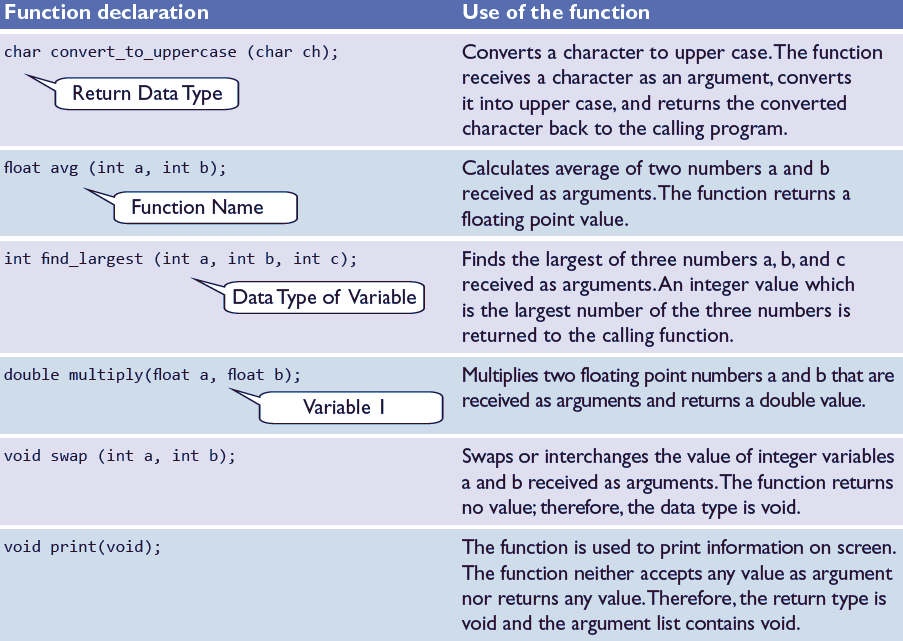 Function declaration
Use of the function
char convert_to_uppercase (char ch);
Return Data Type
Converts a character to upper case. The function
receives a character as an argument, converts
it into upper case, and returns the converted
character back to the calling program.
float avg (int a, int b);
Function Name
Calculates average of two numbers a and b
received as arguments. The function returns a
floating point value.
int find_largest (int a, int b, int c);
Data Type of Variable
Finds the largest of three numbers a, b, and c
received as arguments. An integer value which
is the largest number of the three numbers is
returned to the calling function.
double multiply(float a, float b);
Variable 1
Multiplies two floating point numbers a and b that are
received as arguments and returns a double value.
void swap (int a, int b);
Swaps or interchanges the value of integer variables
a and b received as arguments. The function returns
no value; therefore, the data type is void.
void print(void);
The function is used to print information on screen.
The function neither accepts any value as argument
nor returns any value. Therefore, the return type is
void and the argument list contains void.